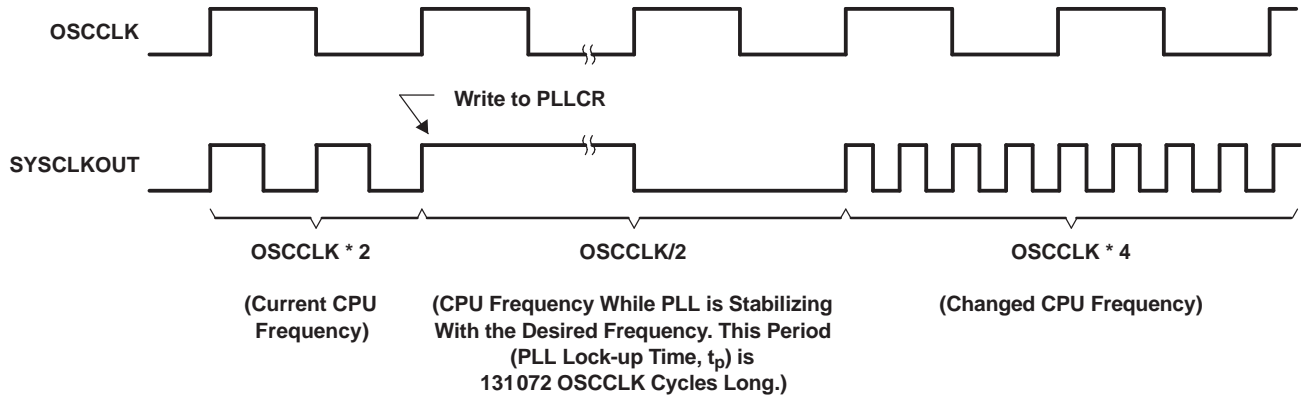 OSCCLK
Write to PLLCR
SYSCLKOUT
OSCCLK * 2
(Current CPU
Frequency)
OSCCLK/2
(CPU Frequency While PLL is Stabilizing
With the Desired Frequency. This Period
(PLL Lock-up Time, tp) is
131072 OSCCLK Cycles Long.)
OSCCLK * 4
(Changed CPU Frequency)